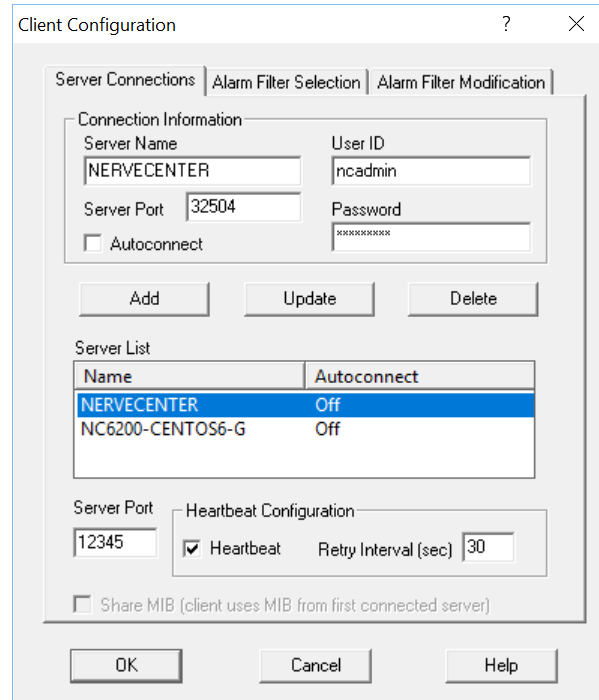 Client Configuration ?
Server Connections Alarm Filter Selection Alarm Filter Modification
Connection Information
Server Name User ID
NERVECENTER ncadmin
Server Port 32504 Password
Autoconnect *********
Add Update Delete
Server List
Name Autoconnect
NERVECENTER Off
NC6200-CENTOS6-G Off
Server Port Heartbeat Configuration
12345 Heartbeat Retry Interval (sec) 30
Share MIB (client uses MIB from first connected server)
OK Cancel Help